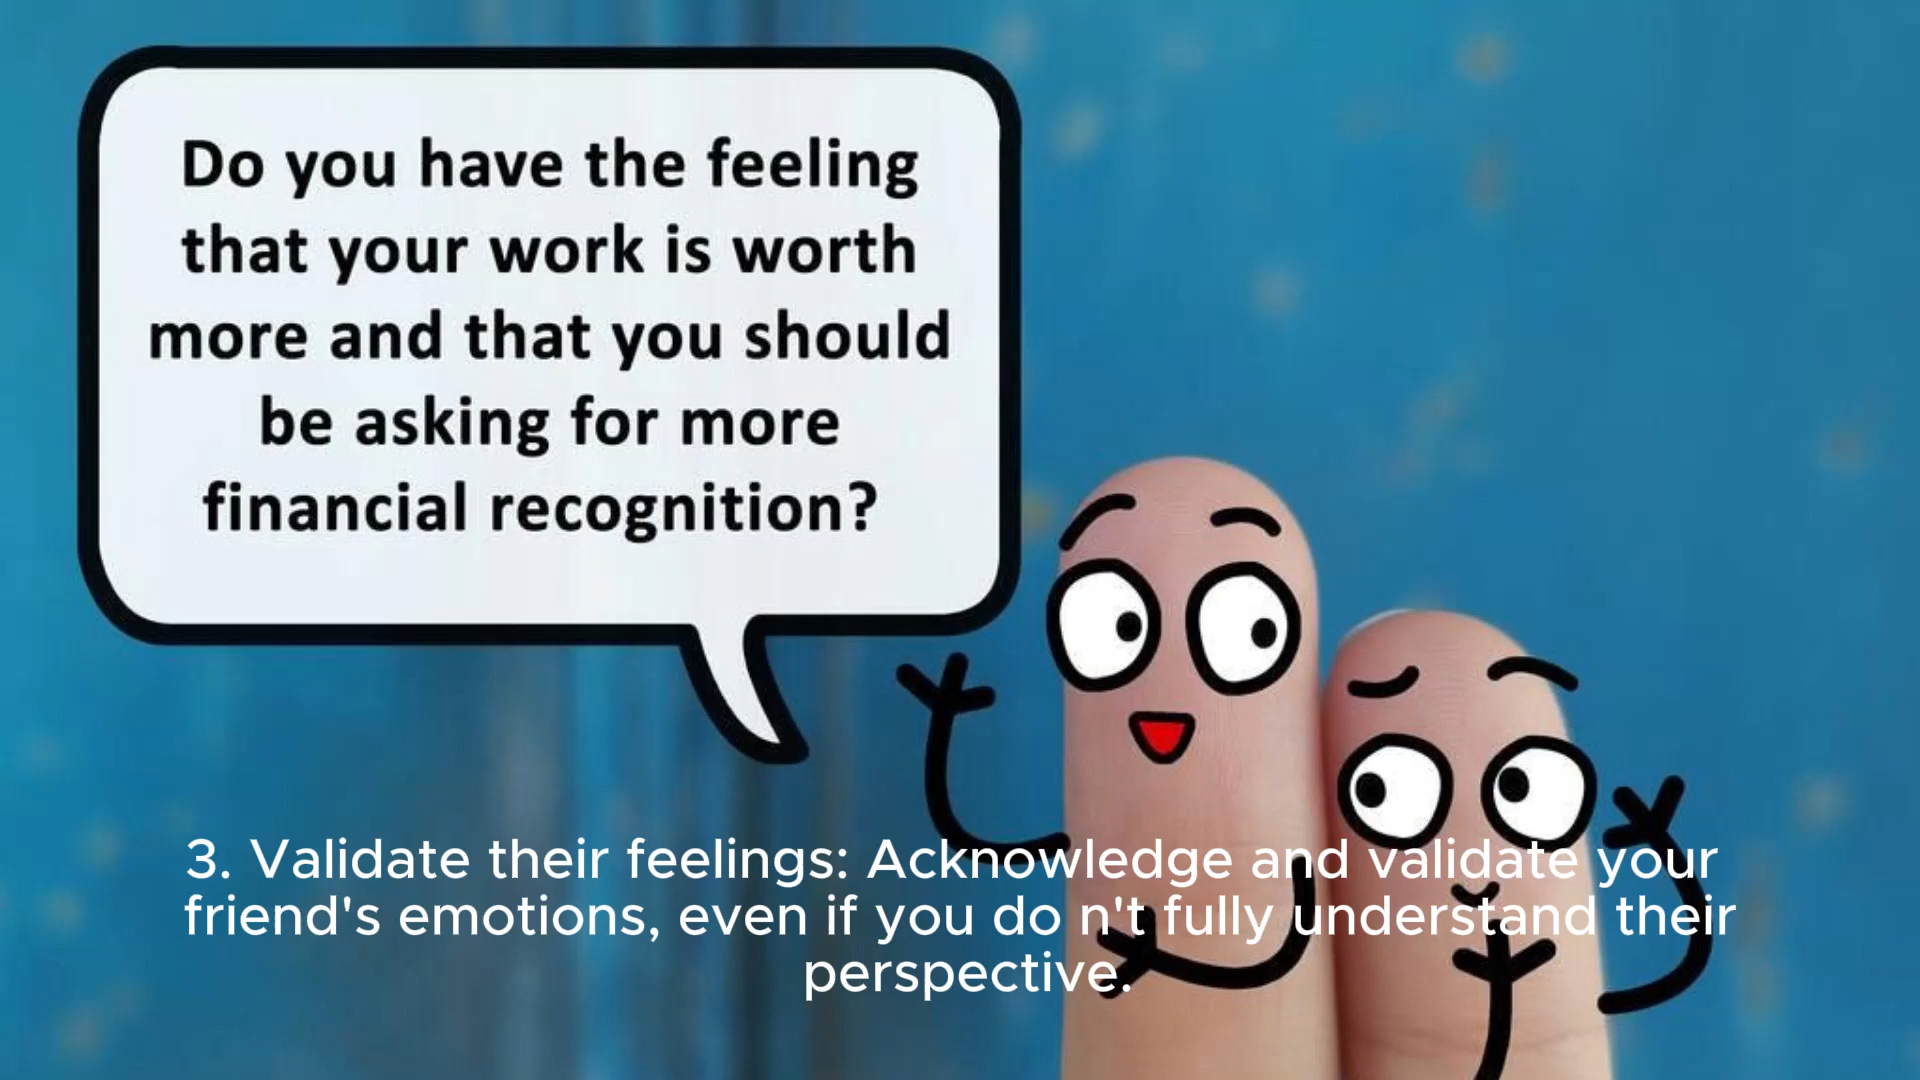 Do you have the feeling
that your work is worth
more and that you should
be asking for more
financial recognition?
3. Validate their feelings: Acknowledge and validate your
friend's emotions, even if you do n't fully understand their
perspective.